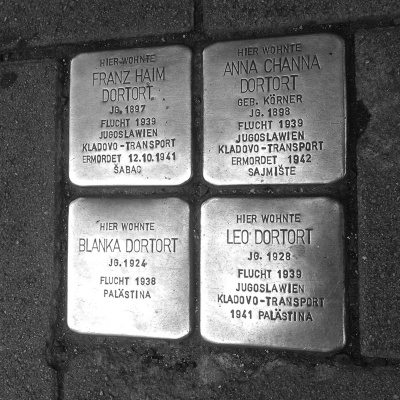 HIER WOHNTE
FRANZ HAIM
DORTORT
JG. 1897
FLUCHT 1939
JUGOSLAWIEN
KLADOVO-TRANSPORT
ERMORDET 12.10.1941
ŠABAC
HIER WOHNTE
ANNA CHANNA
DORTORT
GEB. KÖRNER
JG. 1898
FLUCHT 1939
JUGOSLAWIEN
KLADOVO-TRANSPORT
ERMORDET 1942
SAJMIŠTE
HIER WOHNTE
BLANKA DORTORT
JG. 1924
FLUCHT 1938
PALÄSTINA
HIER WOHNTE
LEO DORTORT
JG. 1928
FLUCHT 1939
JUGOSLAWIEN
KLADOVO-TRANSPORT
1941 PALÄSTINA